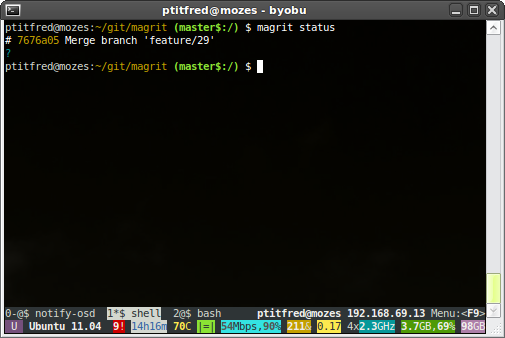 ptitfred@mozes - byobu
ptitfred@mozes:~/git/magrit (master$:/) $ magrit status
# 7676a05 Merge branch 'feature/29'
?
ptitfred@mozes:~/git/magrit (master$:/) $
0-@$ notify-osd 1*$ shell 2@$ bash ptitfred@mozes 192.168.69.13 Menu:<F9>
U Ubuntu 11.04 9! 14h16m 70C |=| 54Mbps,90% 211& 0.17 4x2.3GHz 3.7GB,69% 98GB